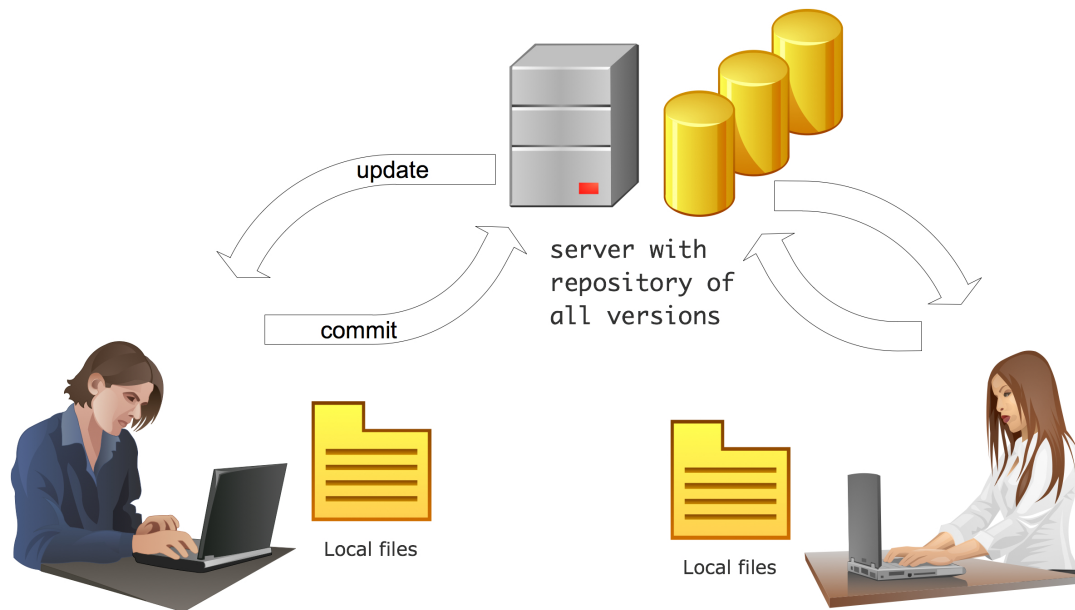 update
server with
repository of
all versions
commit
Local files
Local files